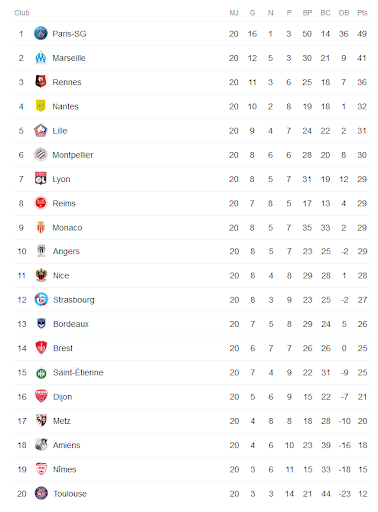 Club MJ G N P BP BC DB Pts
1 Paris-SG 20 16 1 3 50 14 36 49
2 Marseille 20 12 5 3 30 21 9 41
3 Rennes 20 11 3 6 25 18 7 36
4 Nantes 20 10 2 8 19 18 1 32
5 Lille 20 9 4 7 24 22 2 31
6 Montpellier 20 8 6 6 28 20 8 30
7 Lyon 20 8 5 7 31 19 12 29
8 Reims 20 7 8 5 17 13 4 29
9 Monaco 20 8 5 7 35 33 2 29
10 Angers 20 8 5 7 23 25 -2 29
11 Nice 20 8 4 8 29 28 1 28
12 Strasbourg 20 8 3 9 23 25 -2 27
13 Bordeaux 20 7 5 8 29 24 5 26
14 Brest 20 6 7 7 26 26 0 25
15 Saint-Étienne 20 7 4 9 22 31 -9 25
16 Dijon 20 5 6 9 15 22 -7 21
17 Metz 20 4 8 8 18 28 -10 20
18 Amiens 20 4 6 10 23 39 -16 18
19 Nîmes 20 3 6 11 15 33 -18 15
20 Toulouse 20 3 3 14 21 44 -23 12